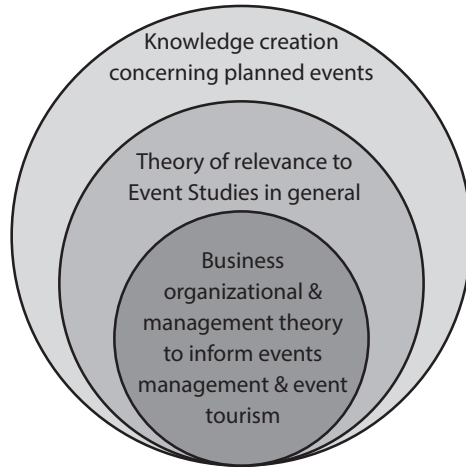 Knowledge creation
concerning planned events
Theory of relevance to
Event Studies in general
Business
organizational &
management theory
to inform events
management & event
tourism